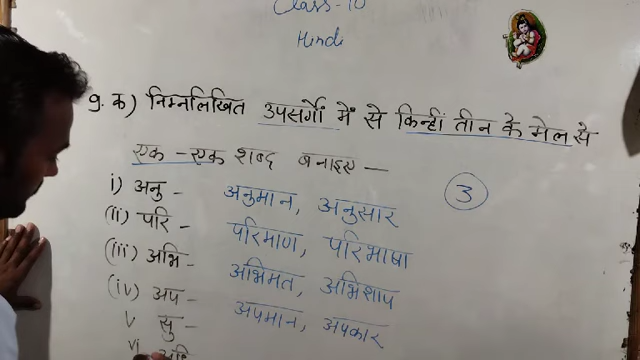 Class-10
Hindi
9. क) निम्नलिखित उपसर्गों में से किन्हीं तीन के मेल से
एक-एक शब्द बनाइए —
i) अनु - अनुमान, अनुसार
(ii) परि - परिमाण, परिभाषा
(iii) अभि - अभिमत, अभिशाप
(iv) अप - अपमान, अपकार
v सु -
vi
3